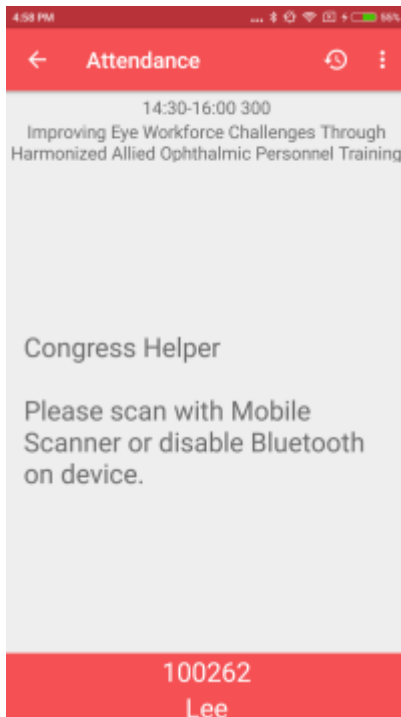 4:58 PM ... 66%
Attendance
14:30-16:00 300
Improving Eye Workforce Challenges Through
Harmonized Allied Ophthalmic Personnel Training
Congress Helper
Please scan with Mobile
Scanner or disable Bluetooth
on device.
100262
Lee